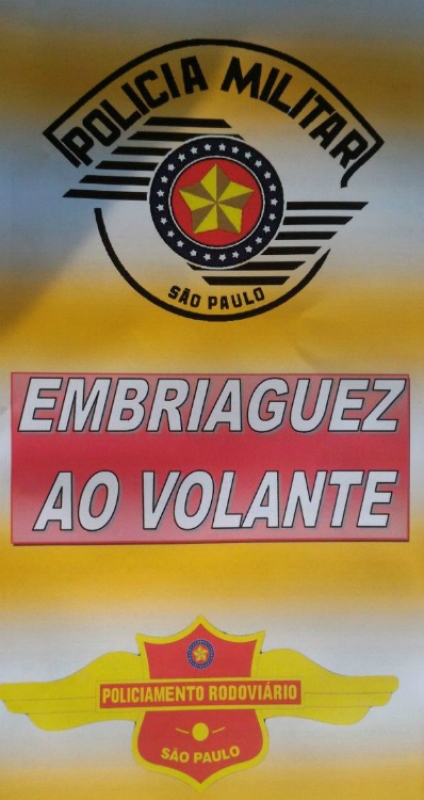 POLICIA MILITAR
SÃO PAULO
EMBRIAGUEZ
AO VOLANTE
POLICIAMENTO RODOVIÁRIO
SÃO PAULO